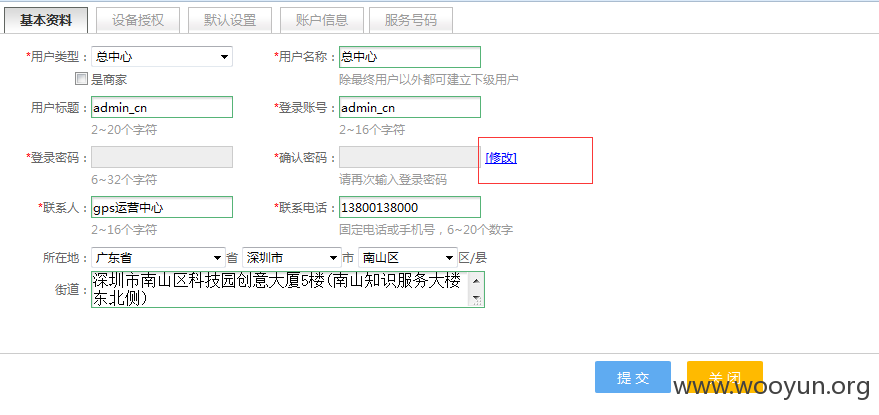 基本资料 设备授权 默认设置 账户信息 服务号码
*用户类型： 总中心 *用户名称： 总中心
是商家 除最终用户以外都可建立下级用户
用户标题： admin_cn *登录账号： admin_cn
2~20个字符 2~16个字符
*登录密码： *确认密码： [修改]
6~32个字符 请再次输入登录密码
*联系人： gps运营中心 *联系电话： 13800138000
2~16个字符 固定电话或手机号，6~20个数字
所在地： 广东省 省 深圳市 市 南山区 区/县
街道： 深圳市南山区科技园创意大厦5楼(南山知识服务大楼
东北侧)
提 交 关 闭
www.wooyun.org